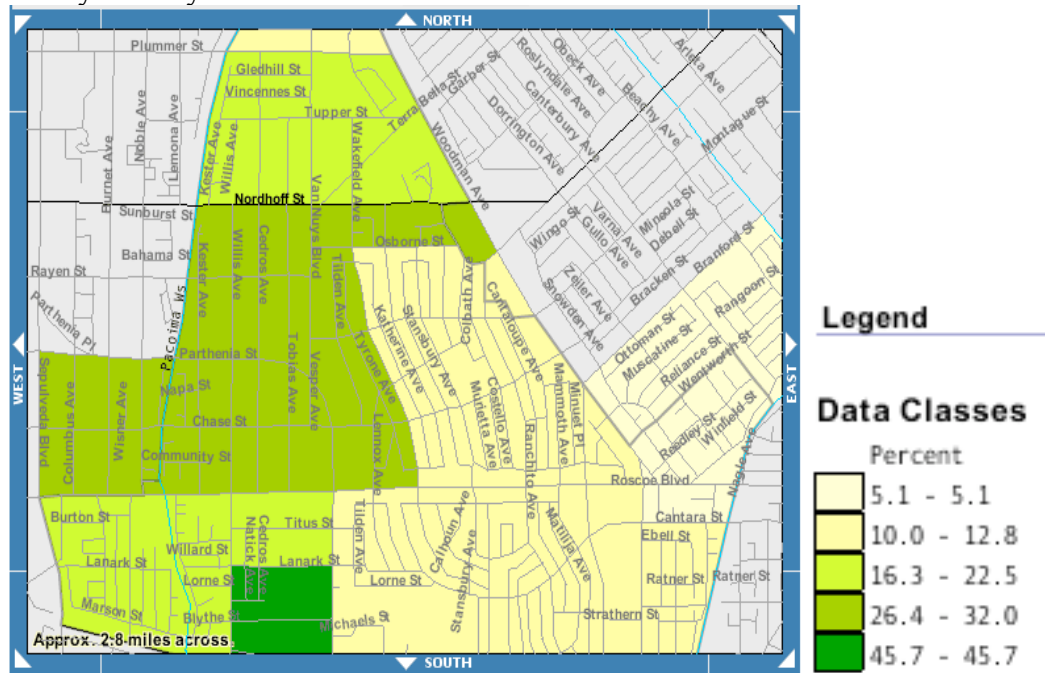 NORTH
Plummer St
Gledhill St
Vincennes St
Tupper St
Terra Bella St
Garber St
Roslyndale Ave
Obeck Ave
Arleta Ave
Beachy Ave
Canterbury Ave
Dorrington Ave
Montague St
Woodman Ave
Burnet Ave
Noble Ave
Lemona Ave
Kester Ave
Willis Ave
Wakefield Ave
Van Nuys Blvd
Nordhoff St
Sunburst St
Bahama St
Rayen St
Parthenia Pl
Pacoima Ws
Kester Ave
Willis Ave
Cedros Ave
Tilden Ave
Osborne St
Colbath Ave
Cantaloupe Ave
Wingo St
Varna Ave
Gullo Ave
Mineola St
Debell St
Branford St
Bracken St
Zeller Ave
Snowden Ave
Rangoon St
Ottoman St
Muscatine St
Reliance St
Wentworth St
Reedley St
Winfield St
Nagle Ave
WEST
EAST
Parthenia St
Tobias Ave
Vesper Ave
Tyrone Ave
Katherine Ave
Stansbury Ave
Costello Ave
Murietta Ave
Ranchito Ave
Mammoth Ave
Minuet Pl
Sepulveda Blvd
Columbus Ave
Wisner Ave
Napa St
Chase St
Lennox Ave
Community St
Roscoe Blvd
Burton St
Titus St
Tilden Ave
Calhoun Ave
Stansbury Ave
Matilija Ave
Cantara St
Ebell St
Willard St
Lanark St
Cedros Ave
Natick Ave
Lanark St
Lorne St
Lorne St
Ratner St
Ratner St
Marson St
Blythe St
Michaels St
Strathern St
Approx. 2.8 miles across.
SOUTH
Legend
Data Classes
Percent
5.1 - 5.1
10.0 - 12.8
16.3 - 22.5
26.4 - 32.0
45.7 - 45.7